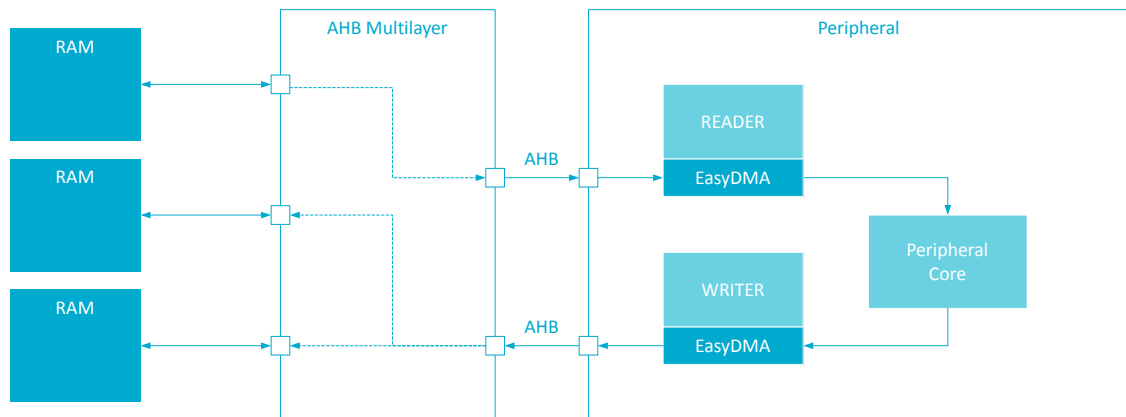 AHB Multilayer
Peripheral
RAM
READER
AHB
EasyDMA
RAM
Peripheral
Core
WRITER
RAM
AHB
EasyDMA